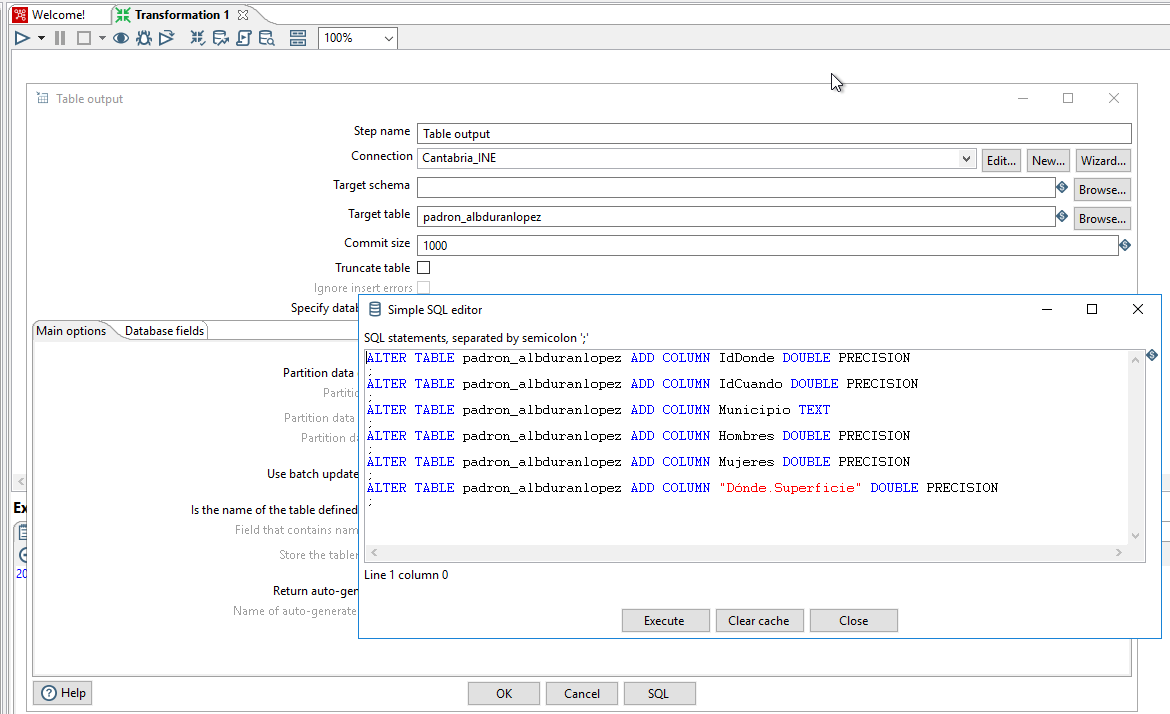 Welcome!
Transformation 1
100%
Table output
Step name Table output
Connection Cantabria_INE Edit... New... Wizard...
Target schema Browse...
Target table padron_albduranlopez Browse...
Commit size 1000
Truncate table
Ignore insert errors
Specify datab
Simple SQL editor
Main options Database fields
SQL statements, separated by semicolon ';'
ALTER TABLE padron_albduranlopez ADD COLUMN IdDonde DOUBLE PRECISION
;
ALTER TABLE padron_albduranlopez ADD COLUMN IdCuando DOUBLE PRECISION
;
ALTER TABLE padron_albduranlopez ADD COLUMN Municipio TEXT
;
ALTER TABLE padron_albduranlopez ADD COLUMN Hombres DOUBLE PRECISION
;
ALTER TABLE padron_albduranlopez ADD COLUMN Mujeres DOUBLE PRECISION
;
ALTER TABLE padron_albduranlopez ADD COLUMN "Dónde.Superficie" DOUBLE PRECISION
;
Partition data
Partitio
Partition data
Partition da
Use batch update
Is the name of the table defined
Field that contains nam
Store the tablen
Return auto-gen
Name of auto-generate
Ex
20
Line 1 column 0
Execute Clear cache Close
Help OK Cancel SQL